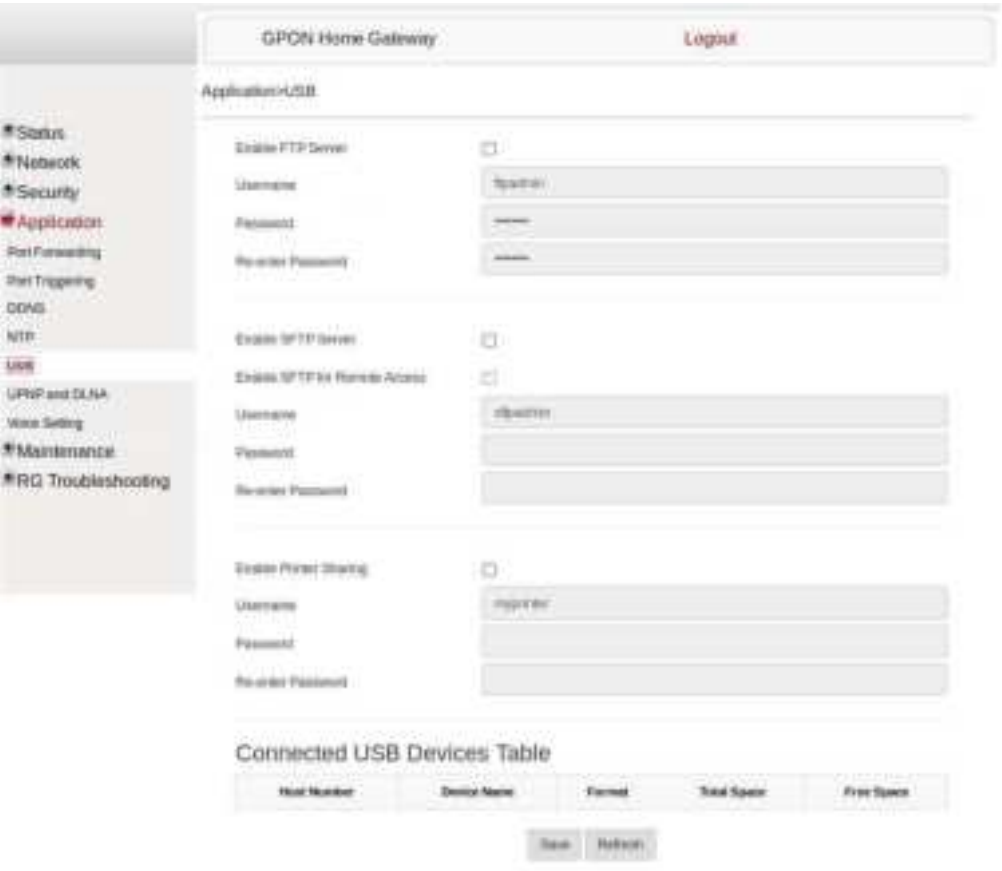 GPON Home Gateway
Logout
Application>USB
Status
Network
Security
Application
Port Forwarding
Port Triggering
DDNS
NTP
USB
UPNP and DLNA
Voice Setting
Maintenance
RG Troubleshooting
Enable FTP Server
Username
ftpadmin
Password
Re-enter Password
Enable SFTP Server
Enable SFTP for Remote Access
Username
sftpadmin
Password
Re-enter Password
Enable Printer Sharing
Username
myprinter
Password
Re-enter Password
Connected USB Devices Table
Host Number Device Name Format Total Space Free Space
Save Refresh